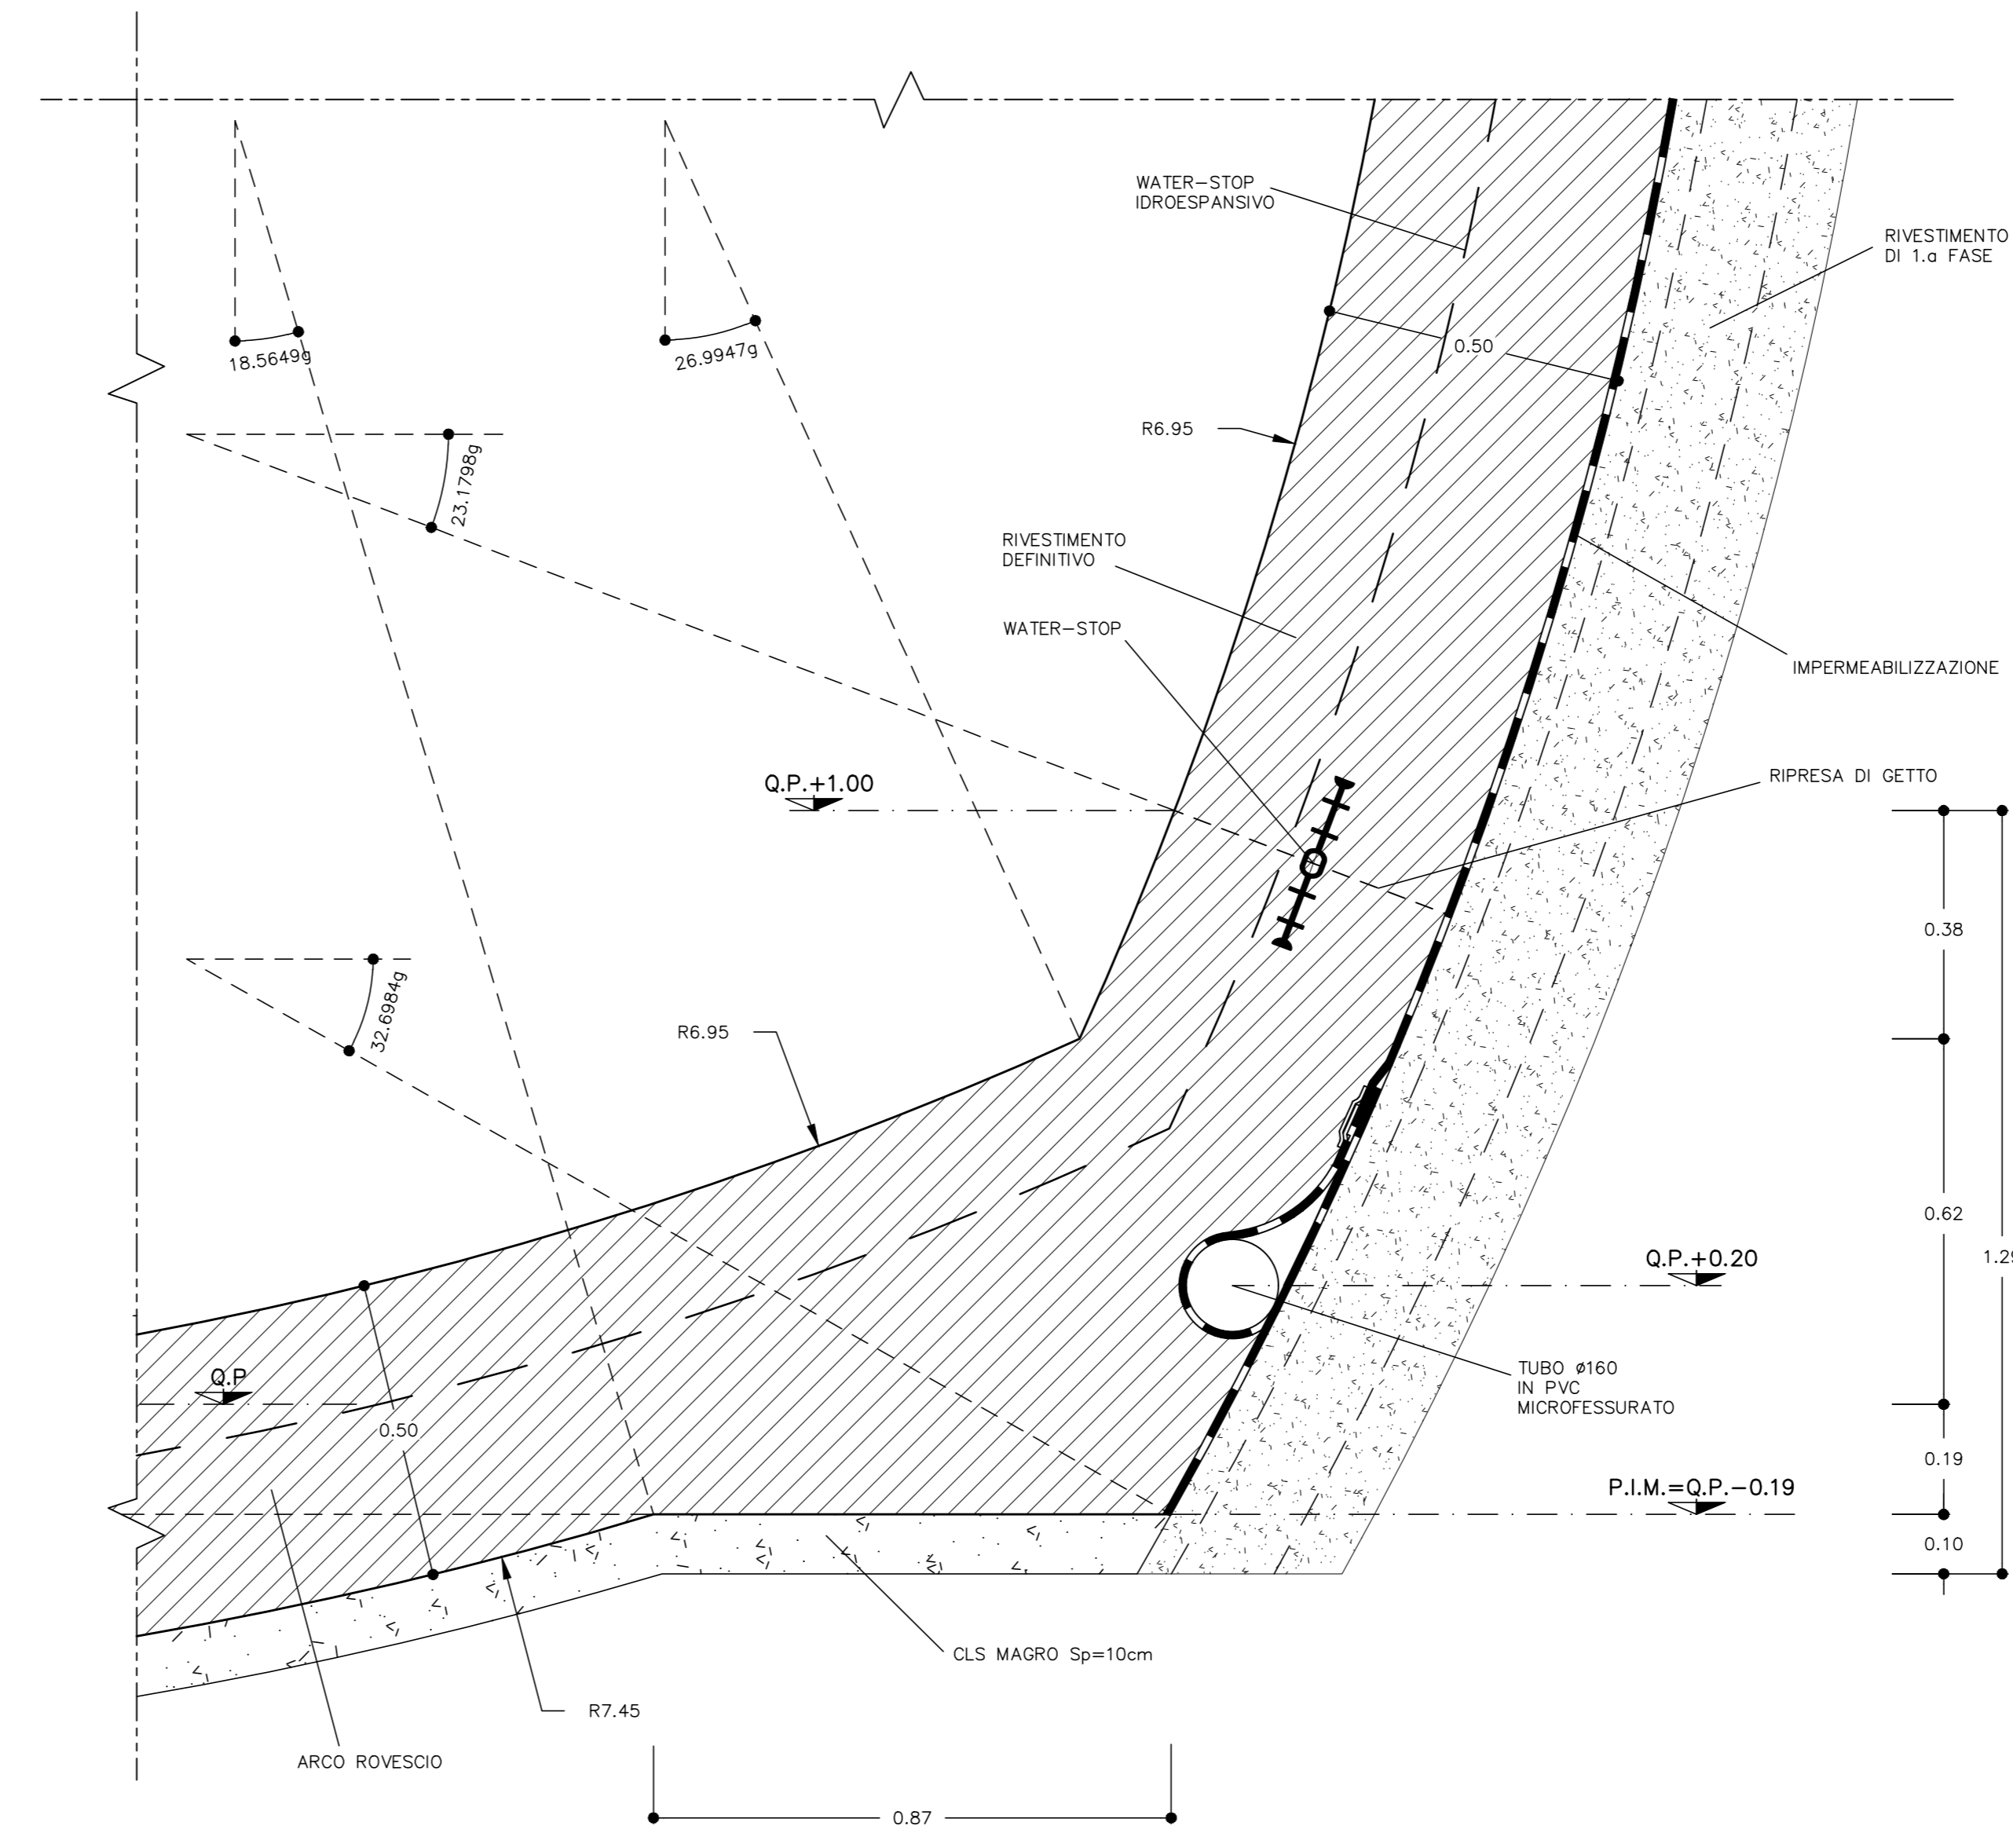 WATER-STOP
IDROESPANSIVO
RIVESTIMENTO
DI 1.a FASE
18.5649g
26.9947g
0.50
R6.95
23.1798g
RIVESTIMENTO
DEFINITIVO
WATER-STOP
IMPERMEABILIZZAZIONE
Q.P.+1.00
RIPRESA DI GETTO
0.38
32.6984g
R6.95
0.62
Q.P.+0.20
Q.P
TUBO ø160
IN PVC
MICROFESSURATO
0.50
0.19
P.I.M.=Q.P.-0.19
0.10
CLS MAGRO Sp=10cm
R7.45
ARCO ROVESCIO
0.87